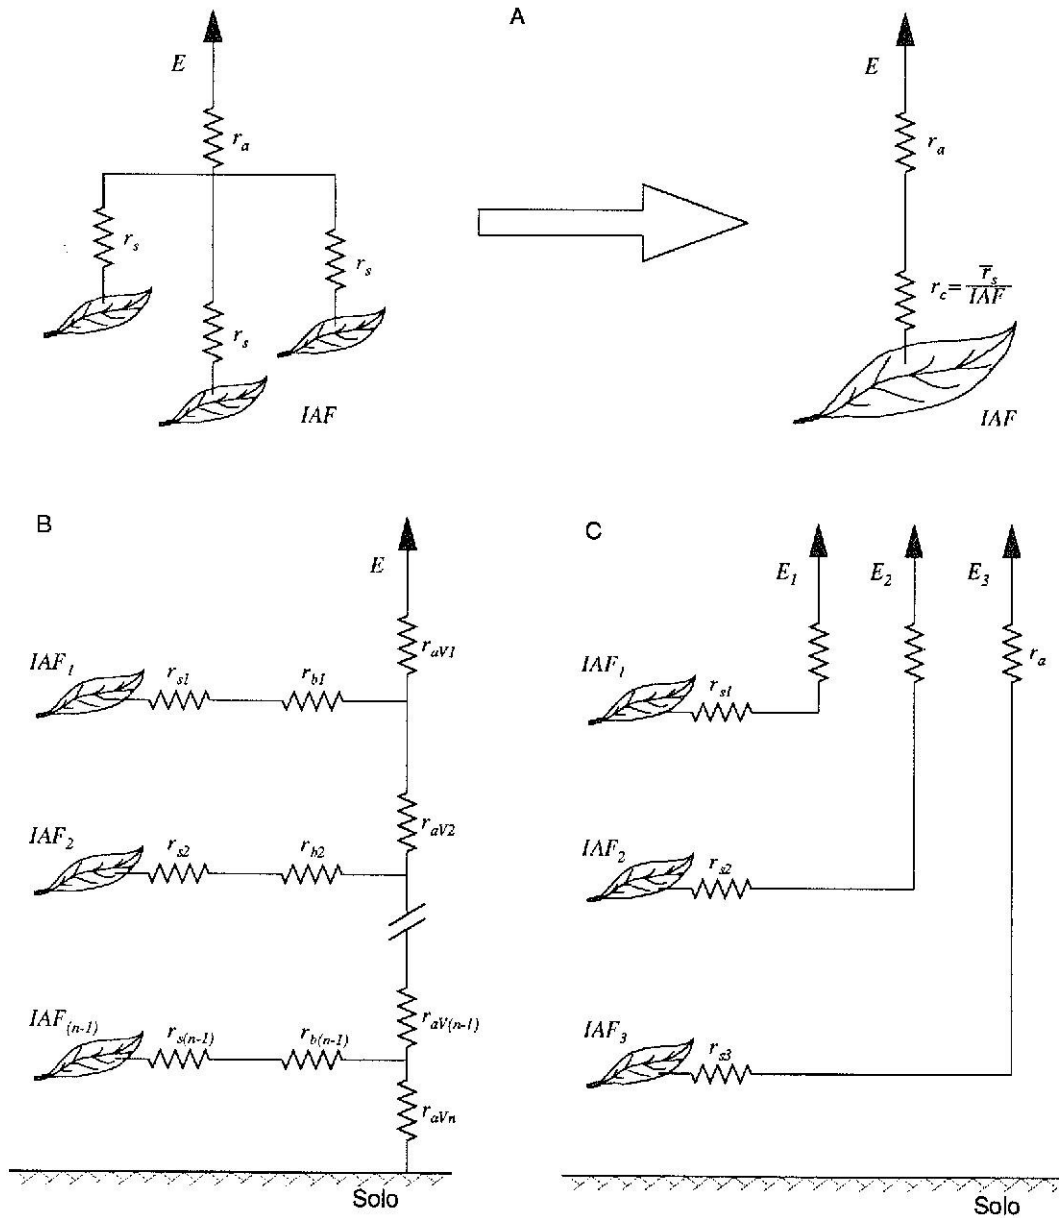 A
E
E
r_a
r_a
r_s
r_s
r_s
r_c = r̅_s / IAF
IAF
IAF
B
C
E
E_1
E_2
E_3
r_aV1
r_a
IAF_1
r_s1
r_b1
IAF_1
r_s1
r_aV2
IAF_2
r_s2
r_b2
IAF_2
r_s2
r_aV(n-1)
IAF_(n-1)
r_s(n-1)
r_b(n-1)
IAF_3
r_s3
r_aVn
Solo
Solo